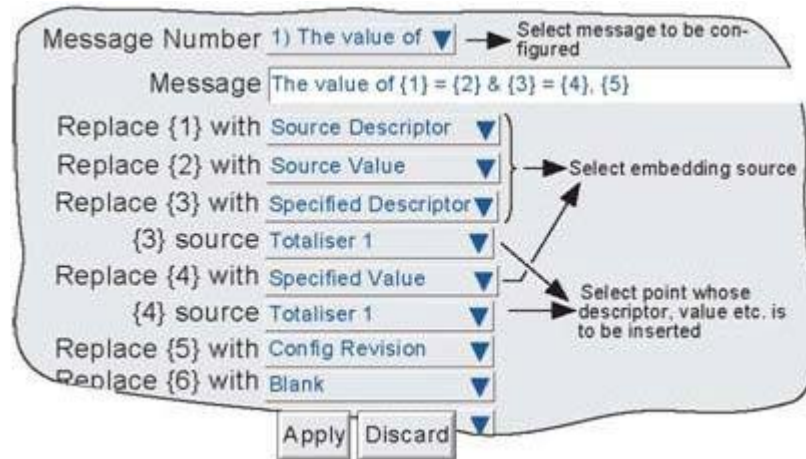 Message Number 1) The value of
Select message to be con-
figured
Message The value of {1} = {2} & {3} = {4}, {5}
Replace {1} with Source Descriptor
Replace {2} with Source Value
Select embedding source
Replace {3} with Specified Descriptor
{3} source Totaliser 1
Replace {4} with Specified Value
Select point whose
descriptor, value etc. is
to be inserted
{4} source Totaliser 1
Replace {5} with Config Revision
Replace {6} with Blank
Apply Discard